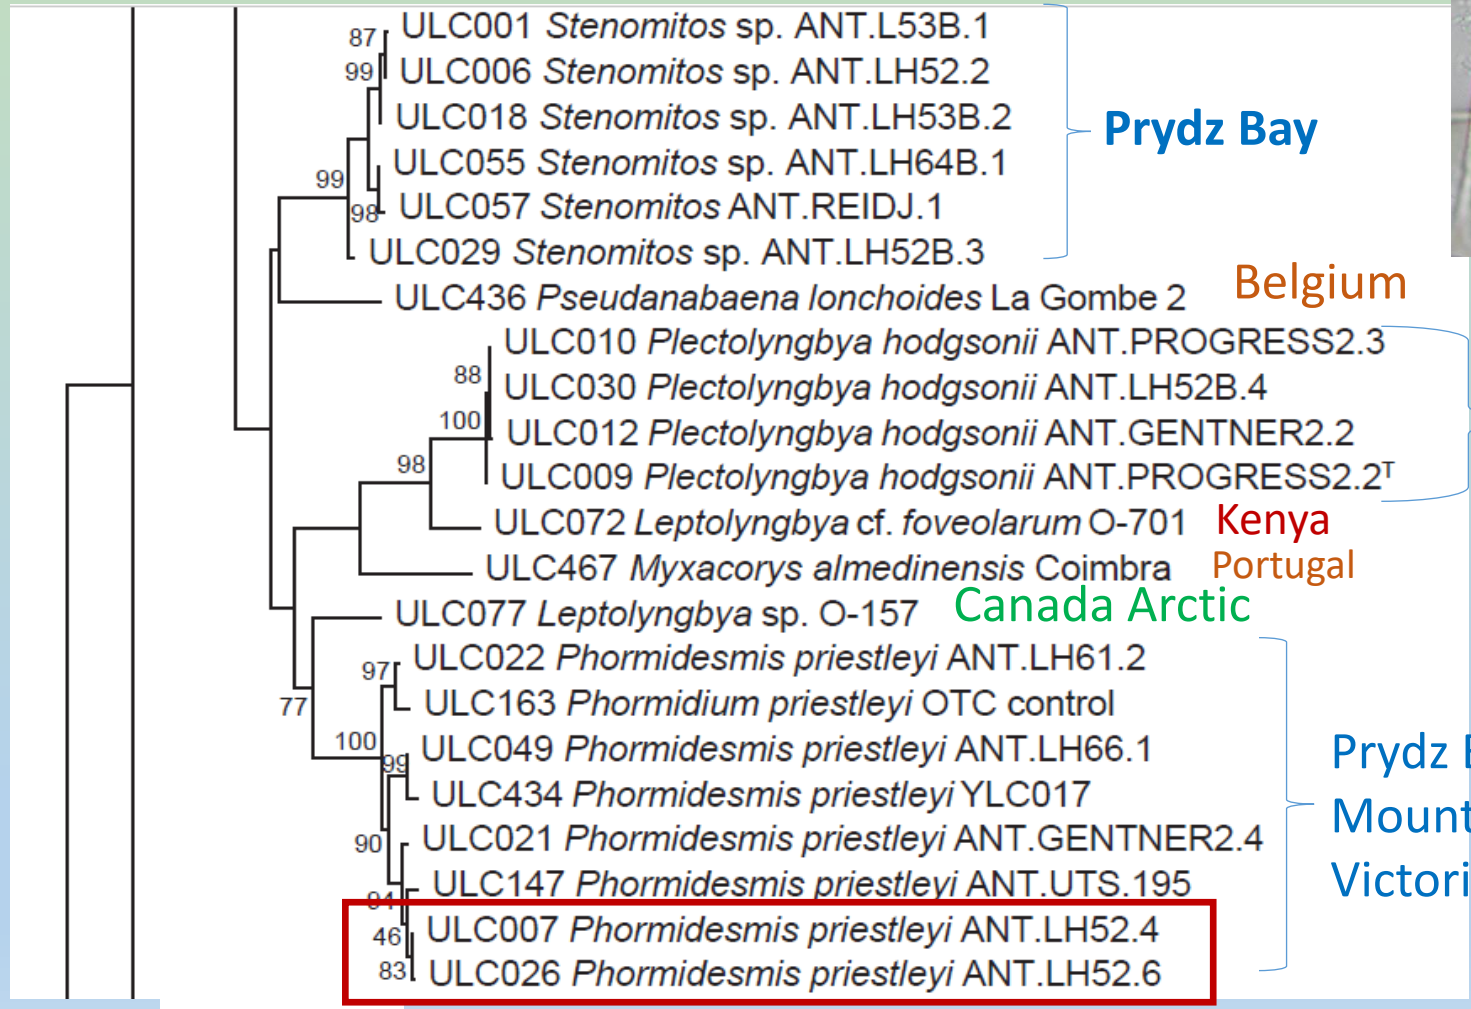 87
ULC001 Stenomitos sp. ANT.L53B.1
99
ULC006 Stenomitos sp. ANT.LH52.2
ULC018 Stenomitos sp. ANT.LH53B.2
Prydz Bay
ULC055 Stenomitos sp. ANT.LH64B.1
99
98
ULC057 Stenomitos ANT.REIDJ.1
ULC029 Stenomitos sp. ANT.LH52B.3
ULC436 Pseudanabaena lonchoides La Gombe 2
Belgium
ULC010 Plectolyngbya hodgsonii ANT.PROGRESS2.3
88
ULC030 Plectolyngbya hodgsonii ANT.LH52B.4
100
ULC012 Plectolyngbya hodgsonii ANT.GENTNER2.2
98
ULC009 Plectolyngbya hodgsonii ANT.PROGRESS2.2ᵀ
ULC072 Leptolyngbya cf. foveolarum O-701
Kenya
ULC467 Myxacorys almedinensis Coimbra
Portugal
ULC077 Leptolyngbya sp. O-157
Canada Arctic
97
ULC022 Phormidesmis priestleyi ANT.LH61.2
77
ULC163 Phormidium priestleyi OTC control
100
ULC049 Phormidesmis priestleyi ANT.LH66.1
99
ULC434 Phormidesmis priestleyi YLC017
Prydz
Mount
Victori
90
ULC021 Phormidesmis priestleyi ANT.GENTNER2.4
ULC147 Phormidesmis priestleyi ANT.UTS.195
94
46
ULC007 Phormidesmis priestleyi ANT.LH52.4
83
ULC026 Phormidesmis priestleyi ANT.LH52.6